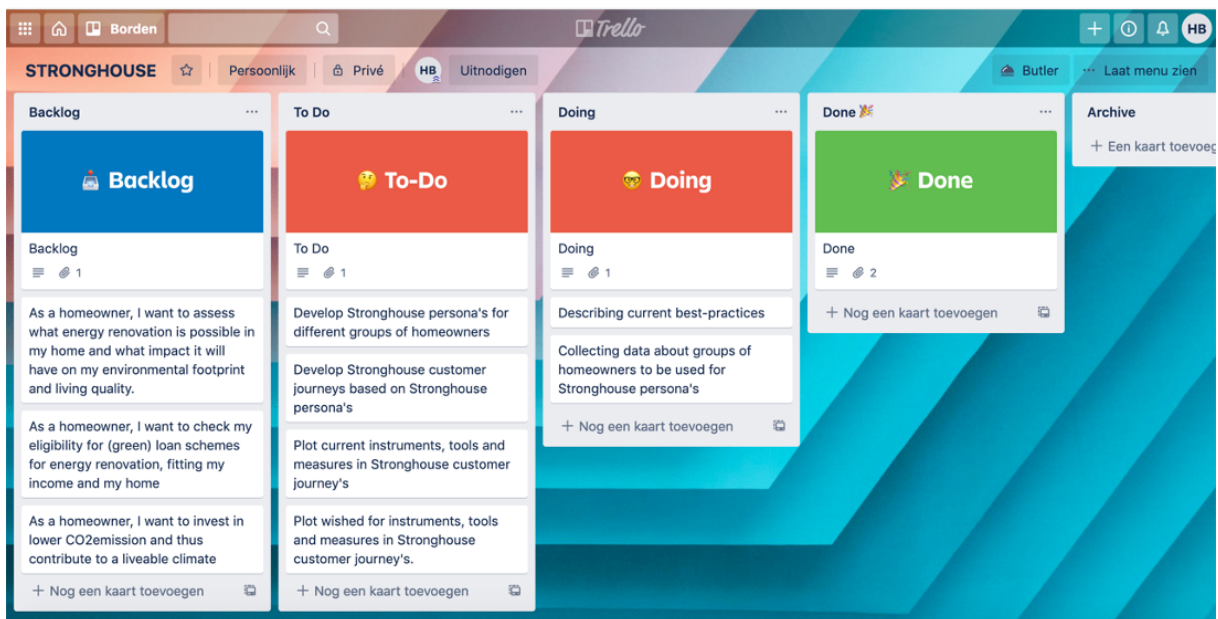 Borden
Trello
HB
STRONGHOUSE
Persoonlijk
Privé
HB
Uitnodigen
Butler
Laat menu zien
Backlog
Backlog
Backlog
1
As a homeowner, I want to assess
what energy renovation is possible in
my home and what impact it will
have on my environmental footprint
and living quality.
As a homeowner, I want to check my
eligibility for (green) loan schemes
for energy renovation, fitting my
income and my home
As a homeowner, I want to invest in
lower CO2emission and thus
contribute to a liveable climate
+ Nog een kaart toevoegen
To Do
To-Do
To Do
1
Develop Stronghouse persona's for
different groups of homeowners
Develop Stronghouse customer
journeys based on Stronghouse
persona's
Plot current instruments, tools and
measures in Stronghouse customer
journey's
Plot wished for instruments, tools
and measures in Stronghouse
customer journey's.
+ Nog een kaart toevoegen
Doing
Doing
Doing
1
Describing current best-practices
Collecting data about groups of
homeowners to be used for
Stronghouse persona's
+ Nog een kaart toevoegen
Done
Done
Done
2
+ Nog een kaart toevoegen
Archive
+ Een kaart toevoeg